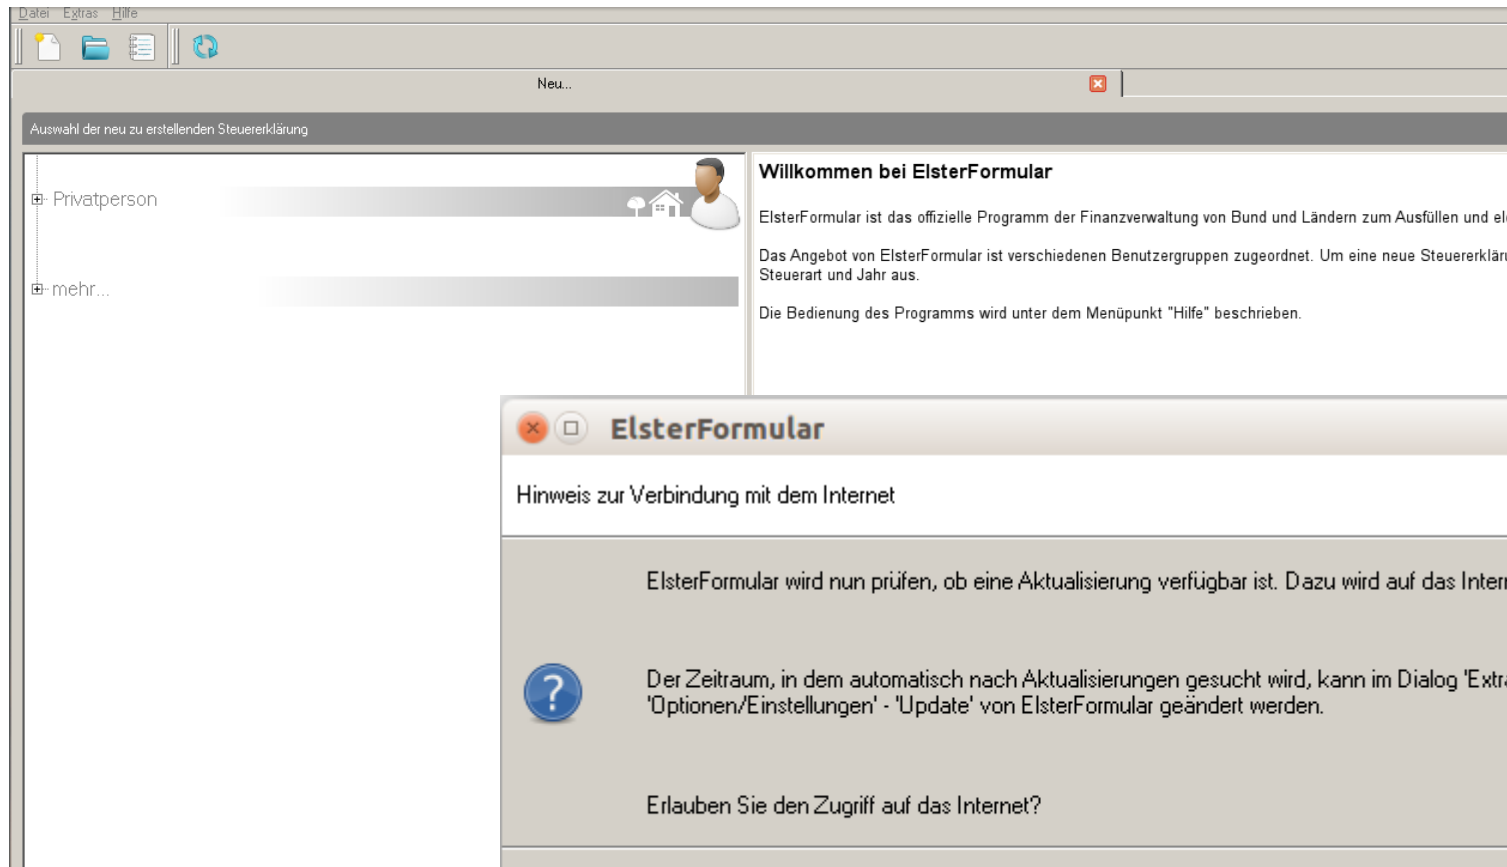 Datei Extras Hilfe
Neu...
Auswahl der neu zu erstellenden Steuererklärung
Privatperson
mehr...
Willkommen bei ElsterFormular
ElsterFormular ist das offizielle Programm der Finanzverwaltung von Bund und Ländern zum Ausfüllen und
Das Angebot von ElsterFormular ist verschiedenen Benutzergruppen zugeordnet. Um eine neue
Steuerart und Jahr aus.
Die Bedienung des Programms wird unter dem Menüpunkt "Hilfe" beschrieben.
ElsterFormular
Hinweis zur Verbindung mit dem Internet
ElsterFormular wird nun prüfen, ob eine Aktualisierung verfügbar ist. Dazu wird auf das
Der Zeitraum, in dem automatisch nach Aktualisierungen gesucht wird, kann im Dialog
'Optionen/Einstellungen' - 'Update' von ElsterFormular geändert werden.
Erlauben Sie den Zugriff auf das Internet?